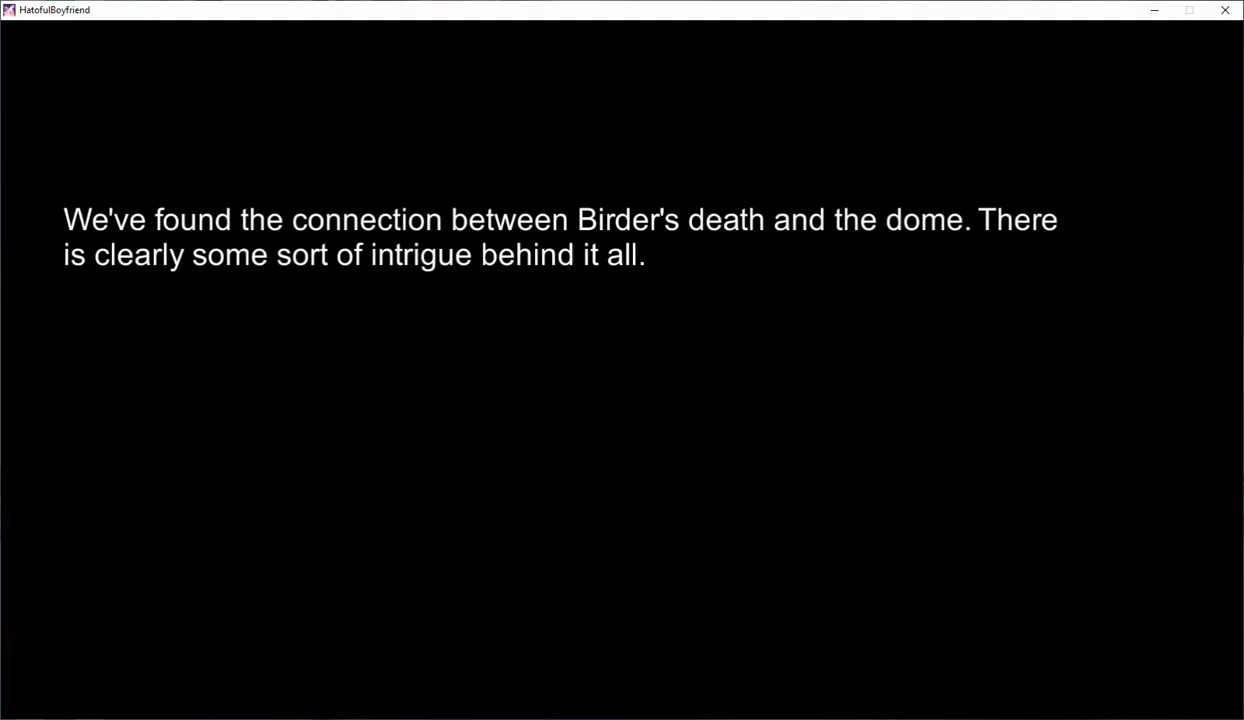 HatofulBoyfriend
We've found the connection between Birder's death and the dome. There
is clearly some sort of intrigue behind it all.